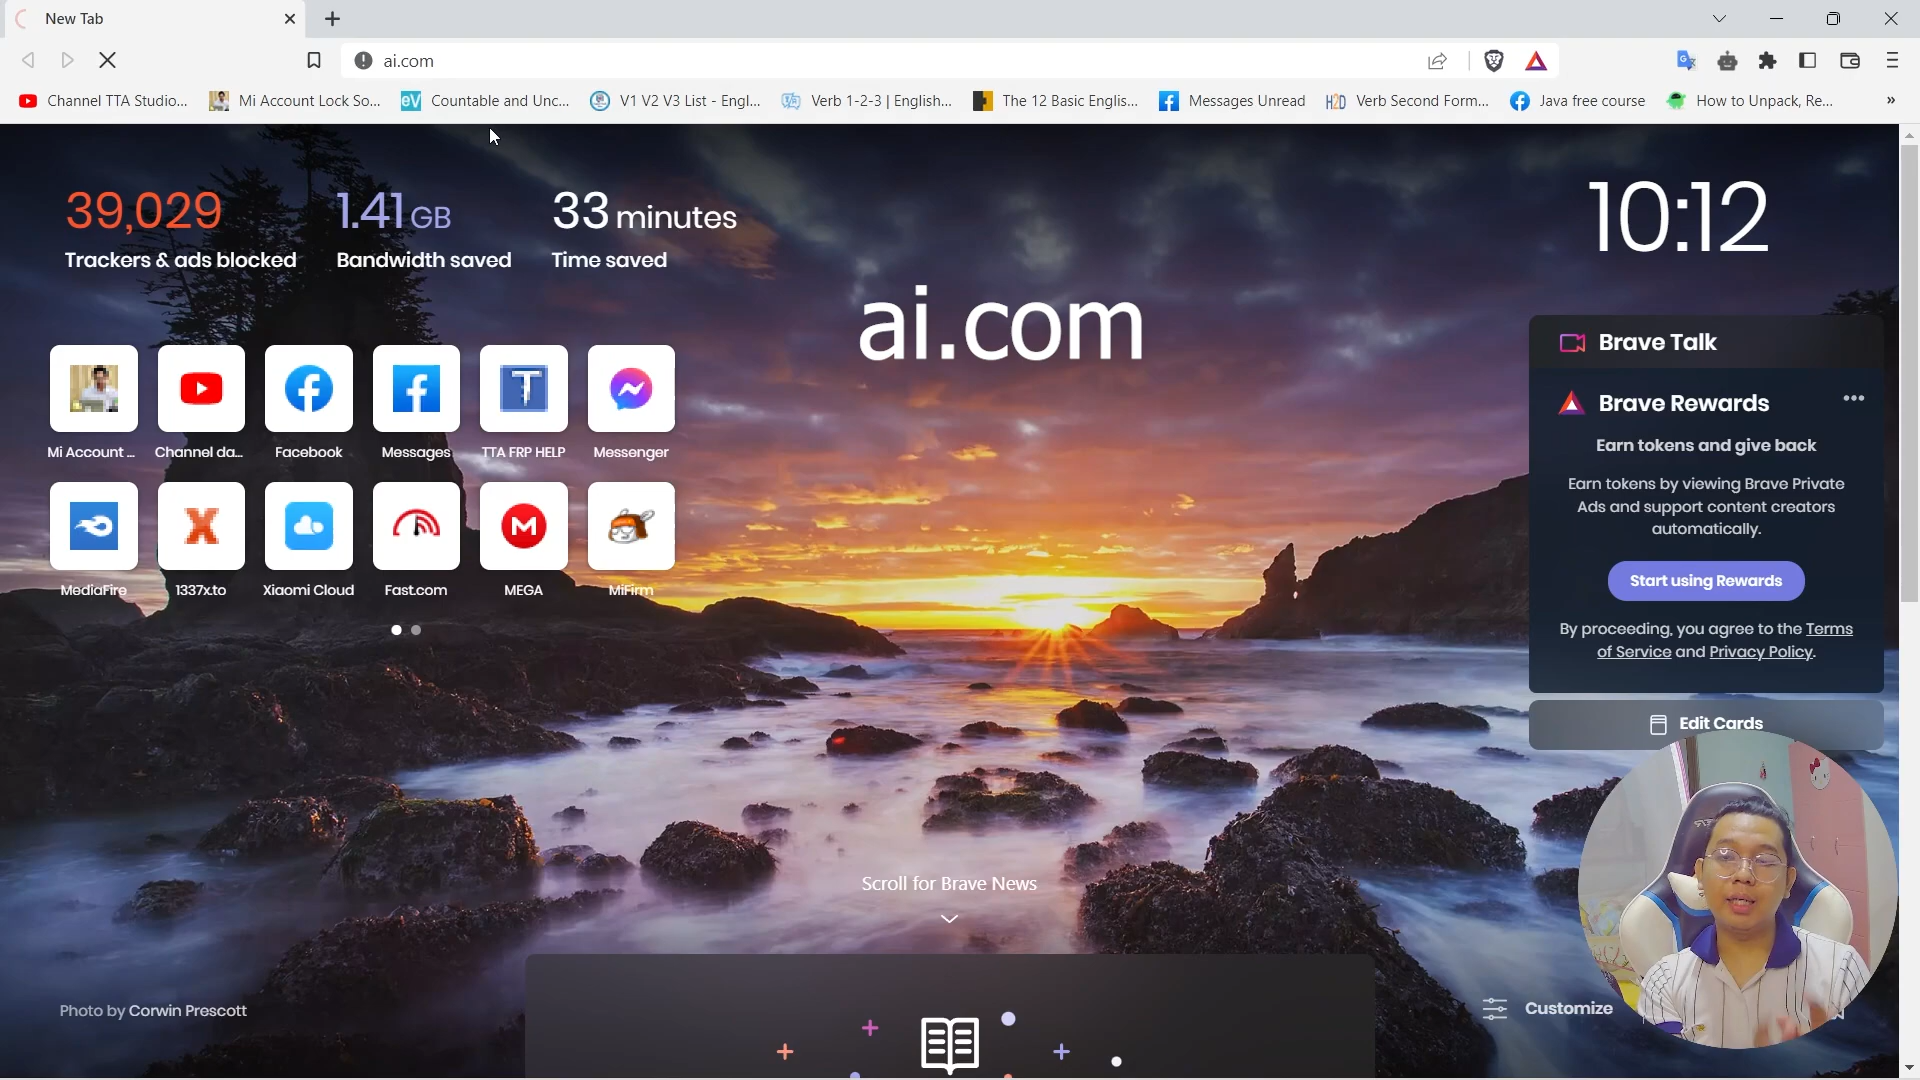 New Tab
ai.com
Channel TTA Studio...
Mi Account Lock So...
eV
Countable and Unc...
V1 V2 V3 List - Engl...
Verb 1-2-3 | English...
The 12 Basic Englis...
Messages Unread
H2D
Verb Second Form...
Java free course
How to Unpack, Re...
»
39,029
Trackers & ads blocked
1.41 GB
Bandwidth saved
33 minutes
Time saved
10:12
ai.com
Mi Account ...
Channel da...
Facebook
Messages
T
TTA FRP HELP
Messenger
MediaFire
X
1337x.to
Xiaomi Cloud
Fast.com
M
MEGA
MiFirm
Brave Talk
Brave Rewards
Earn tokens and give back
Earn tokens by viewing Brave Private
Ads and support content creators
automatically.
Start using Rewards
By proceeding, you agree to the Terms
of Service and Privacy Policy.
Edit Cards
Scroll for Brave News
Photo by Corwin Prescott
Customize